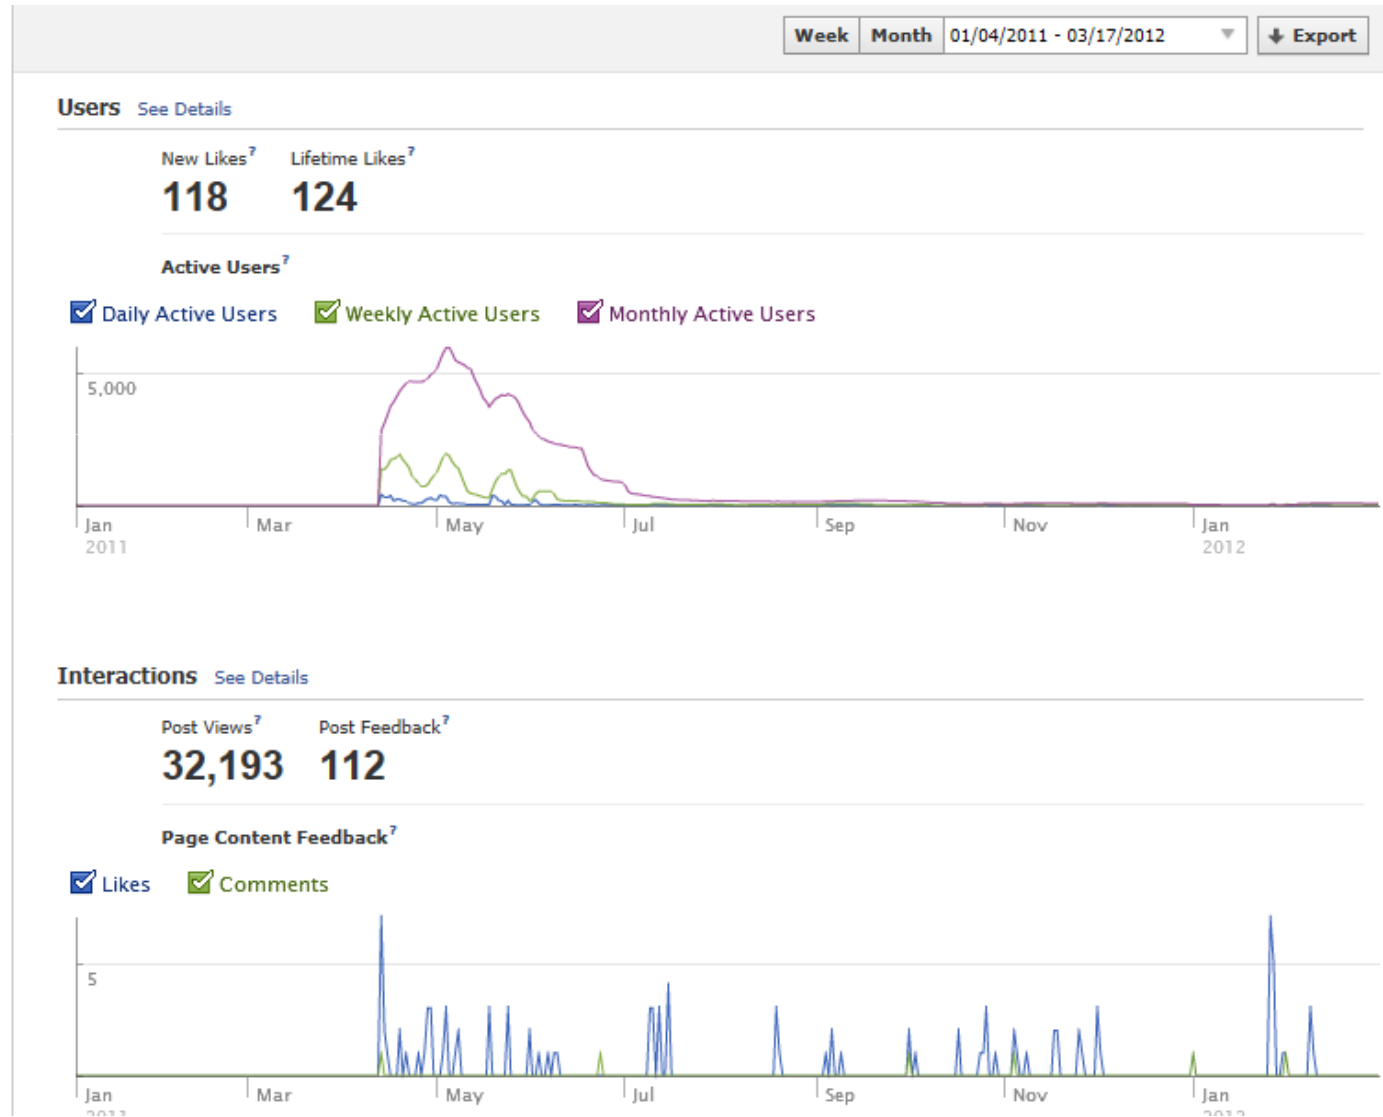 Week Month 01/04/2011 - 03/17/2012 Export
Users See Details
New Likes? Lifetime Likes?
118 124
Active Users?
Daily Active Users Weekly Active Users Monthly Active Users
5,000
Jan Mar May Jul Sep Nov Jan
2011 2012
Interactions See Details
Post Views? Post Feedback?
32,193 112
Page Content Feedback?
Likes Comments
5
Jan Mar May Jul Sep Nov Jan
2011 2012